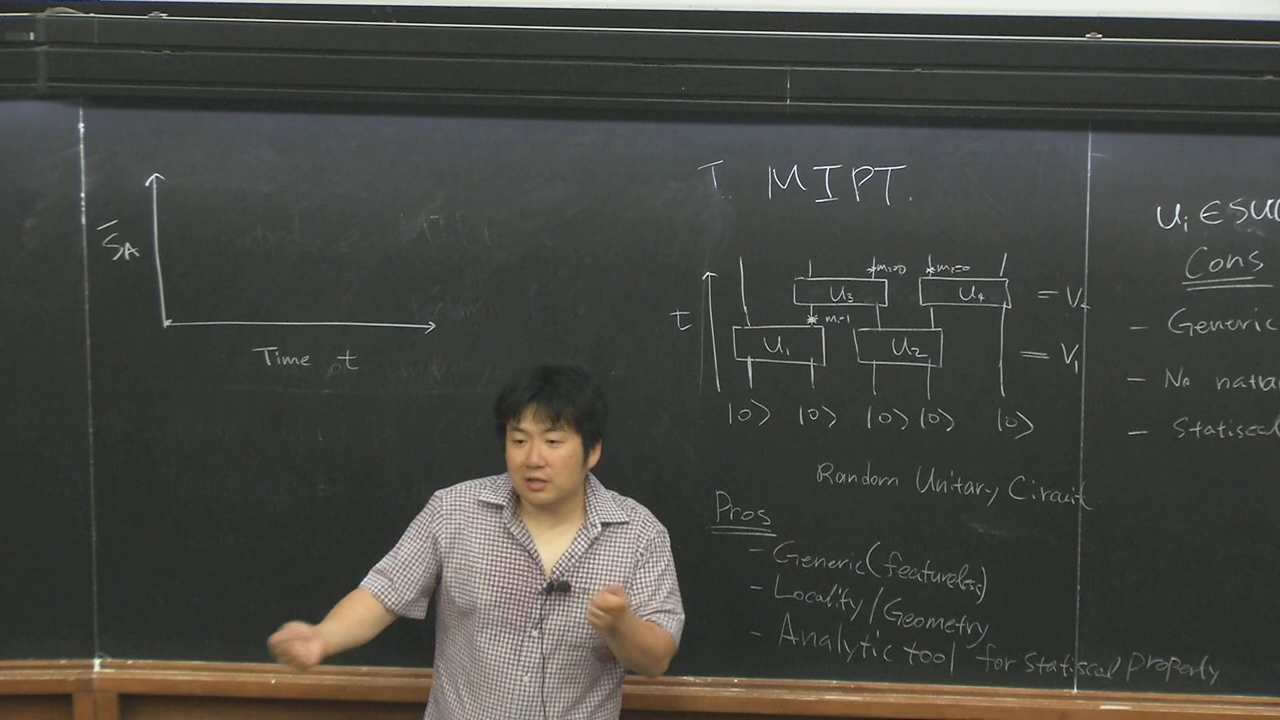 I. MIPT.
S̄A
Time, t
t
m₂=0
m₁=0
U₃
U₄
= V₂
m₁=1
U₁
U₂
= V₁
|0⟩ |0⟩ |0⟩ |0⟩ |0⟩
Random Unitary Circuit
Pros
- Generic (featureless)
- Locality / Geometry
- Analytic tool for statiscal property
Uᵢ ∈ SU(
Cons
- Generic
- No
- Statiscal